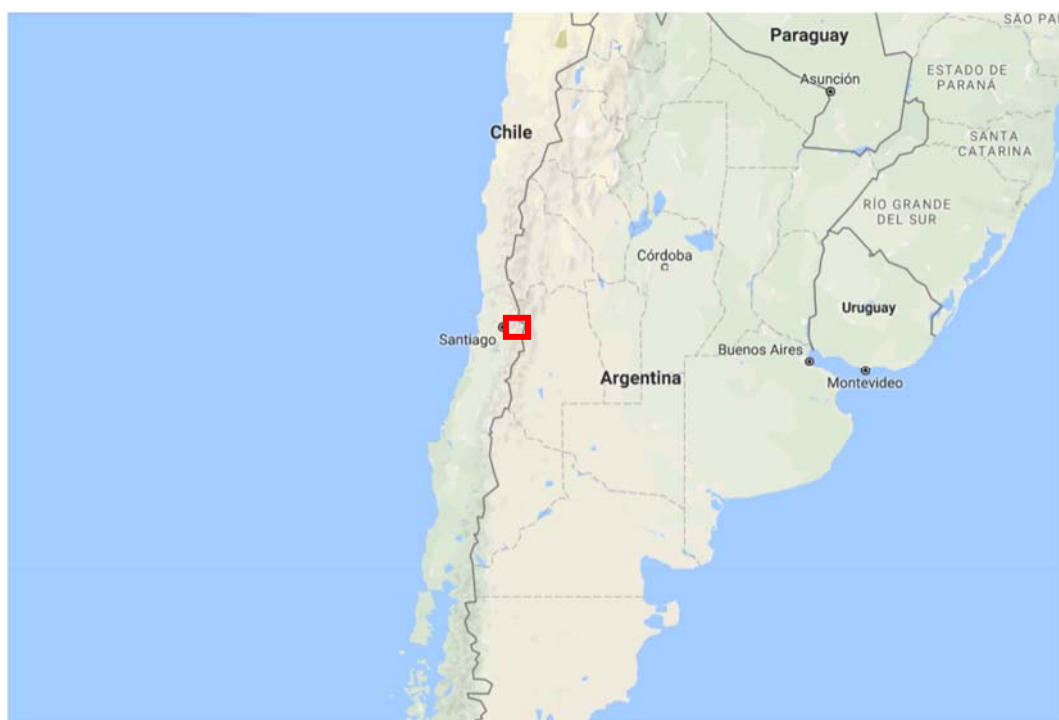 SÃO PA
Paraguay
ESTADO DE
PARANÁ
Asunción
Chile
SANTA
CATARINA
RÍO GRANDE
DEL SUR
Córdoba
Uruguay
Santiago
Buenos Aires
Argentina
Montevideo